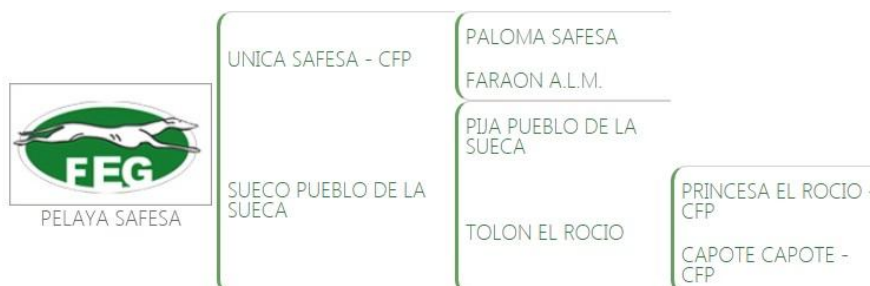 FEG
PELAYA SAFESA
UNICA SAFESA - CFP
SUECO PUEBLO DE LA
SUECA
PALOMA SAFESA
FARAON A.L.M.
PIJA PUEBLO DE LA
SUECA
TOLON EL ROCIO
PRINCESA EL ROCIO -
CFP
CAPOTE CAPOTE -
CFP